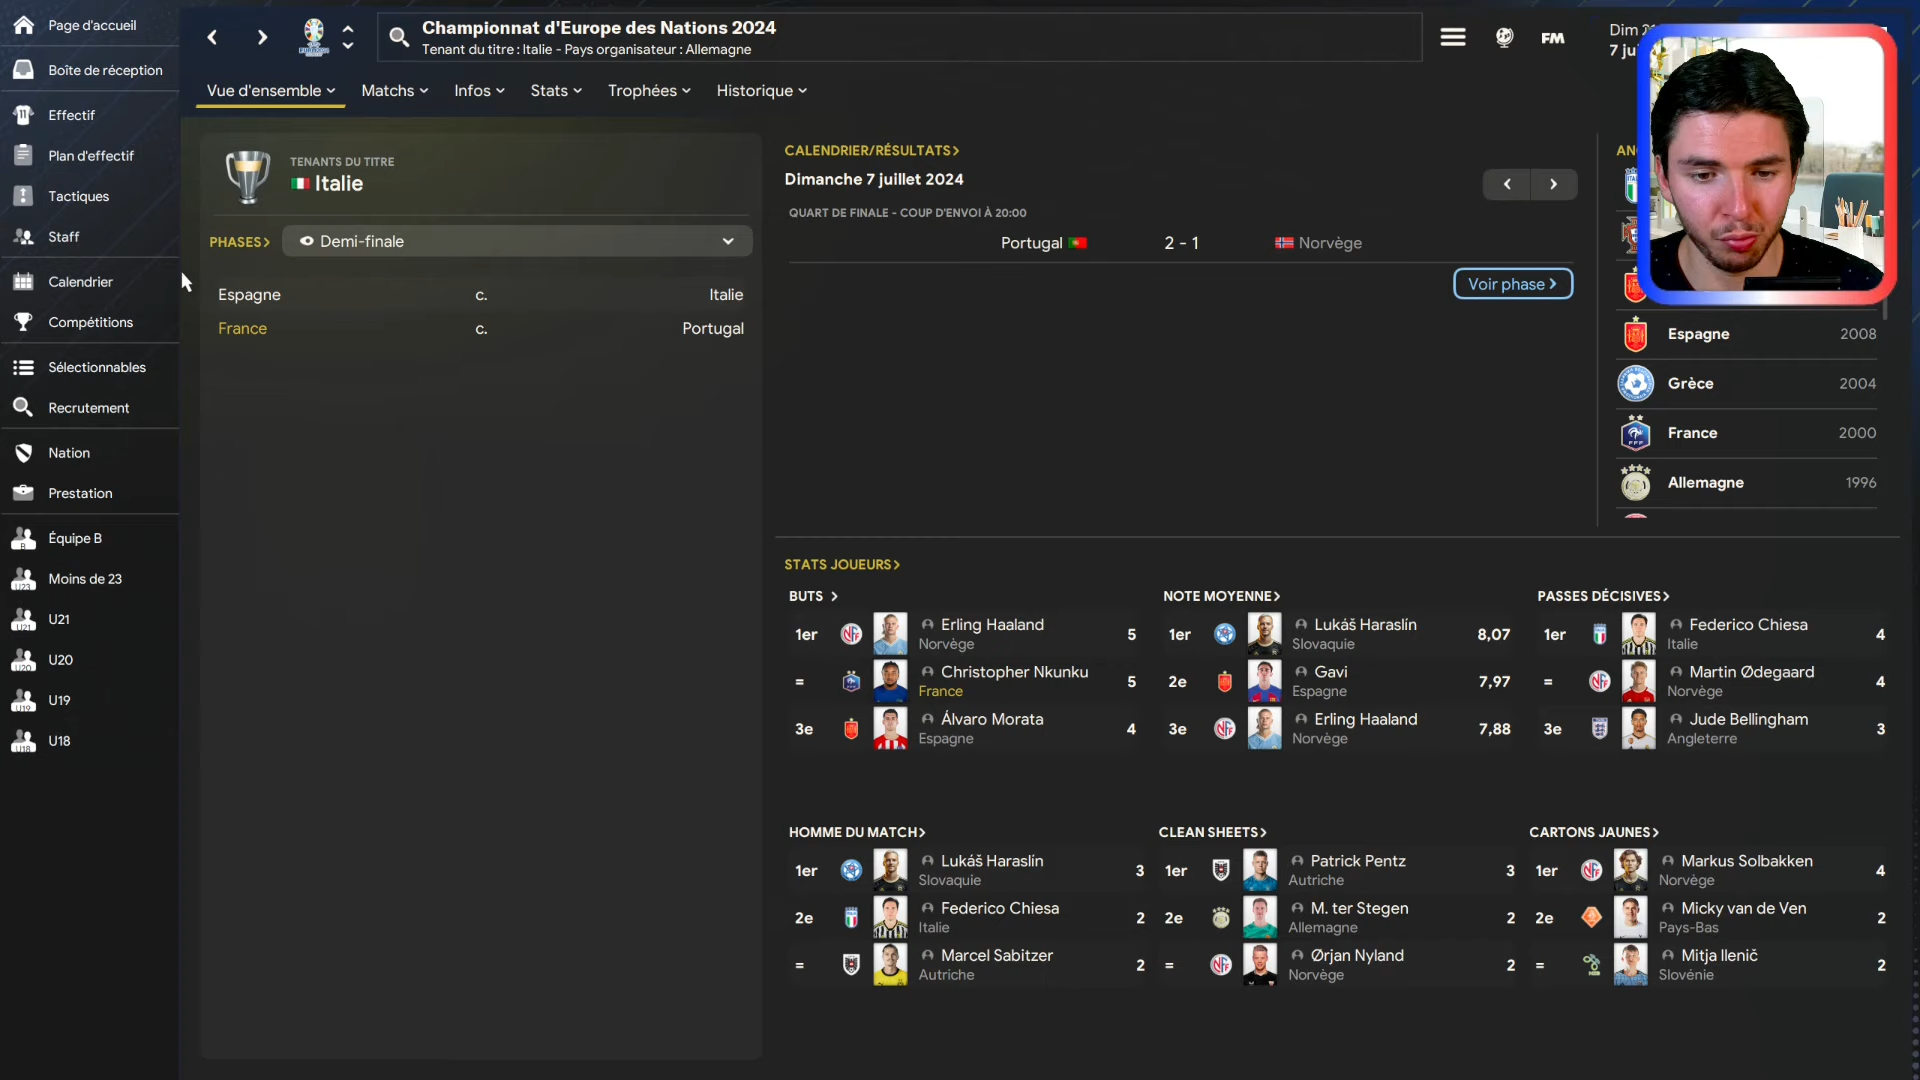 Page d'accueil
Boîte de réception
Effectif
Plan d'effectif
Tactiques
Staff
Calendrier
Compétitions
Sélectionnables
Recrutement
Nation
Prestation
Équipe B
Moins de 23
U21
U20
U19
U18
Championnat d'Europe des Nations 2024
Tenant du titre : Italie - Pays organisateur : Allemagne
FM
Dim
7 jui
Vue d'ensemble
Matchs
Infos
Stats
Trophées
Historique
TENANTS DU TITRE
Italie
PHASES
Demi-finale
Espagne c. Italie
France c. Portugal
CALENDRIER/RÉSULTATS
Dimanche 7 juillet 2024
QUART DE FINALE - COUP D'ENVOI À 20:00
Portugal 2 - 1 Norvège
Voir phase
AN
Espagne 2008
Grèce 2004
France 2000
Allemagne 1996
STATS JOUEURS
BUTS
1er Erling Haaland 5
Norvège
= Christopher Nkunku 5
France
3e Álvaro Morata 4
Espagne
NOTE MOYENNE
1er Lukáš Haraslín 8,07
Slovaquie
2e Gavi 7,97
Espagne
3e Erling Haaland 7,88
Norvège
PASSES DÉCISIVES
1er Federico Chiesa 4
Italie
= Martin Ødegaard 4
Norvège
3e Jude Bellingham 3
Angleterre
HOMME DU MATCH
1er Lukáš Haraslín 3
Slovaquie
2e Federico Chiesa 2
Italie
= Marcel Sabitzer 2
Autriche
CLEAN SHEETS
1er Patrick Pentz 3
Autriche
2e M. ter Stegen 2
Allemagne
= Ørjan Nyland 2
Norvège
CARTONS JAUNES
1er Markus Solbakken 4
Norvège
2e Micky van de Ven 2
Pays-Bas
= Mitja Ilenič 2
Slovénie